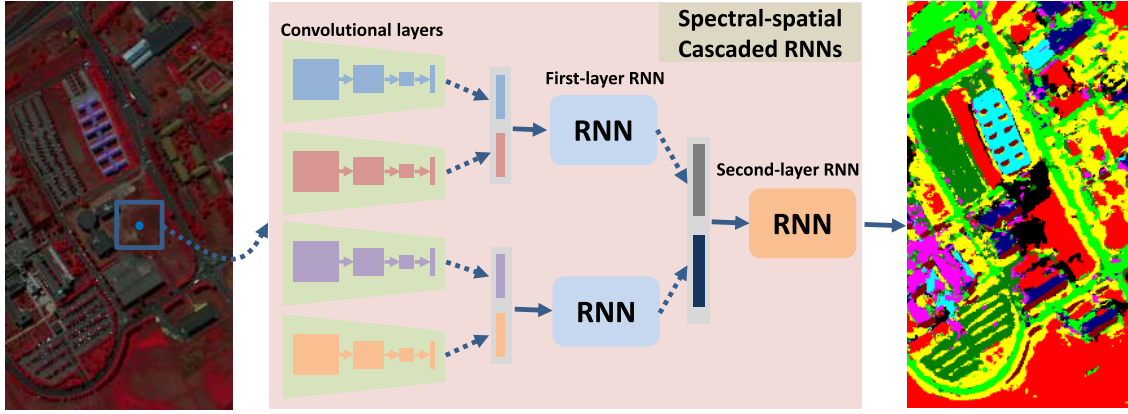 Spectral-spatial
Cascaded RNNs
Convolutional layers
First-layer RNN
RNN
Second-layer RNN
RNN
RNN